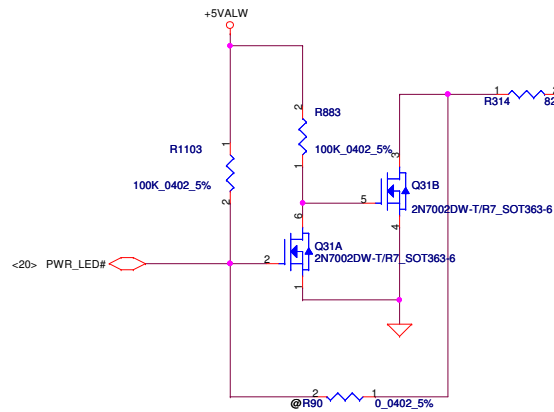 +5VALW
1
R314
82
2
R883
1
100K_0402_5%
1
R1103
100K_0402_5%
2
3
Q31B
5
2N7002DW-T/R7_SOT363-6
4
6
Q31A
2
2N7002DW-T/R7_SOT363-6
1
<20> PWR_LED#
2
1
@R90
0_0402_5%